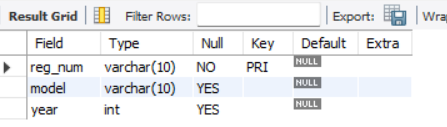 Result Grid Filter Rows: Export: Wrap
Field Type Null Key Default Extra
reg_num varchar(10) NO PRI NULL
model varchar(10) YES NULL
year int YES NULL